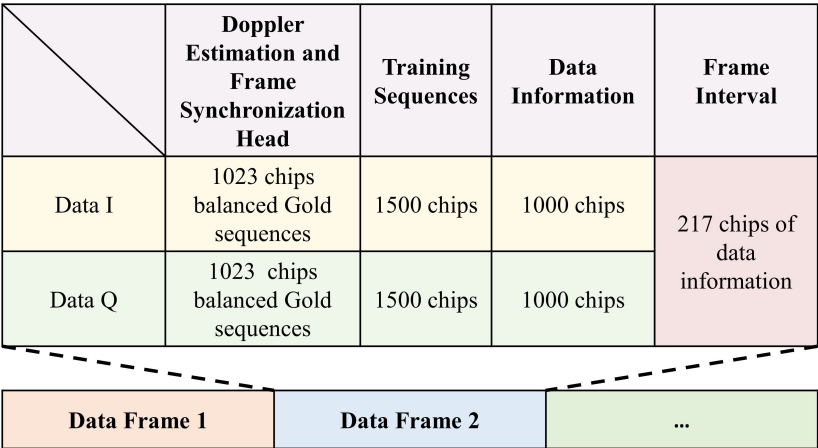 Doppler
Estimation and
Frame
Synchronization
Head
Training
Sequences
Data
Information
Frame
Interval
Data I
1023 chips
balanced Gold
sequences
1500 chips
1000 chips
217 chips of
data
information
Data Q
1023 chips
balanced Gold
sequences
1500 chips
1000 chips
Data Frame 1
Data Frame 2
...